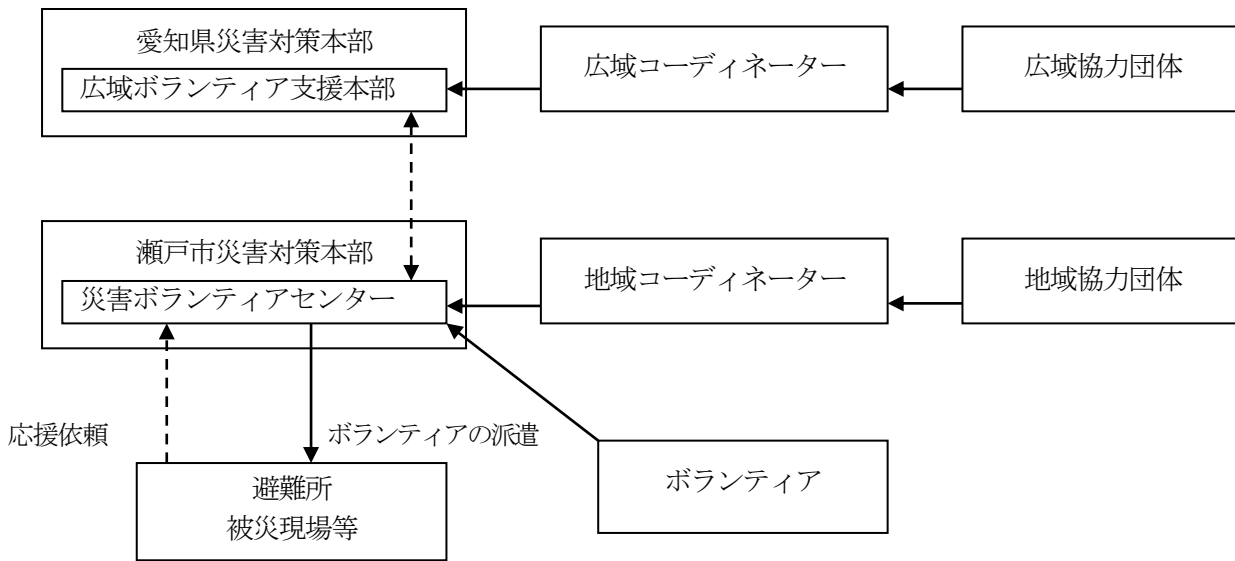 愛知県災害対策本部
広域ボランティア支援本部
広域コーディネーター
広域協力団体
瀬戸市災害対策本部
災害ボランティアセンター
地域コーディネーター
地域協力団体
応援依頼
ボランティアの派遣
避難所
被災現場等
ボランティア